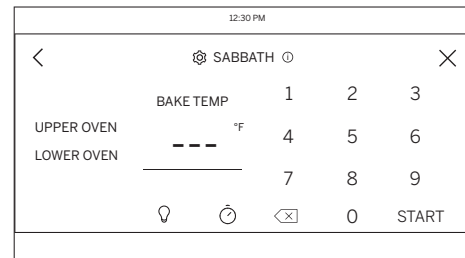 12:30 PM
SABBATH
BAKE TEMP
1 2 3
UPPER OVEN
--- °F
4 5 6
LOWER OVEN
7 8 9
0 START